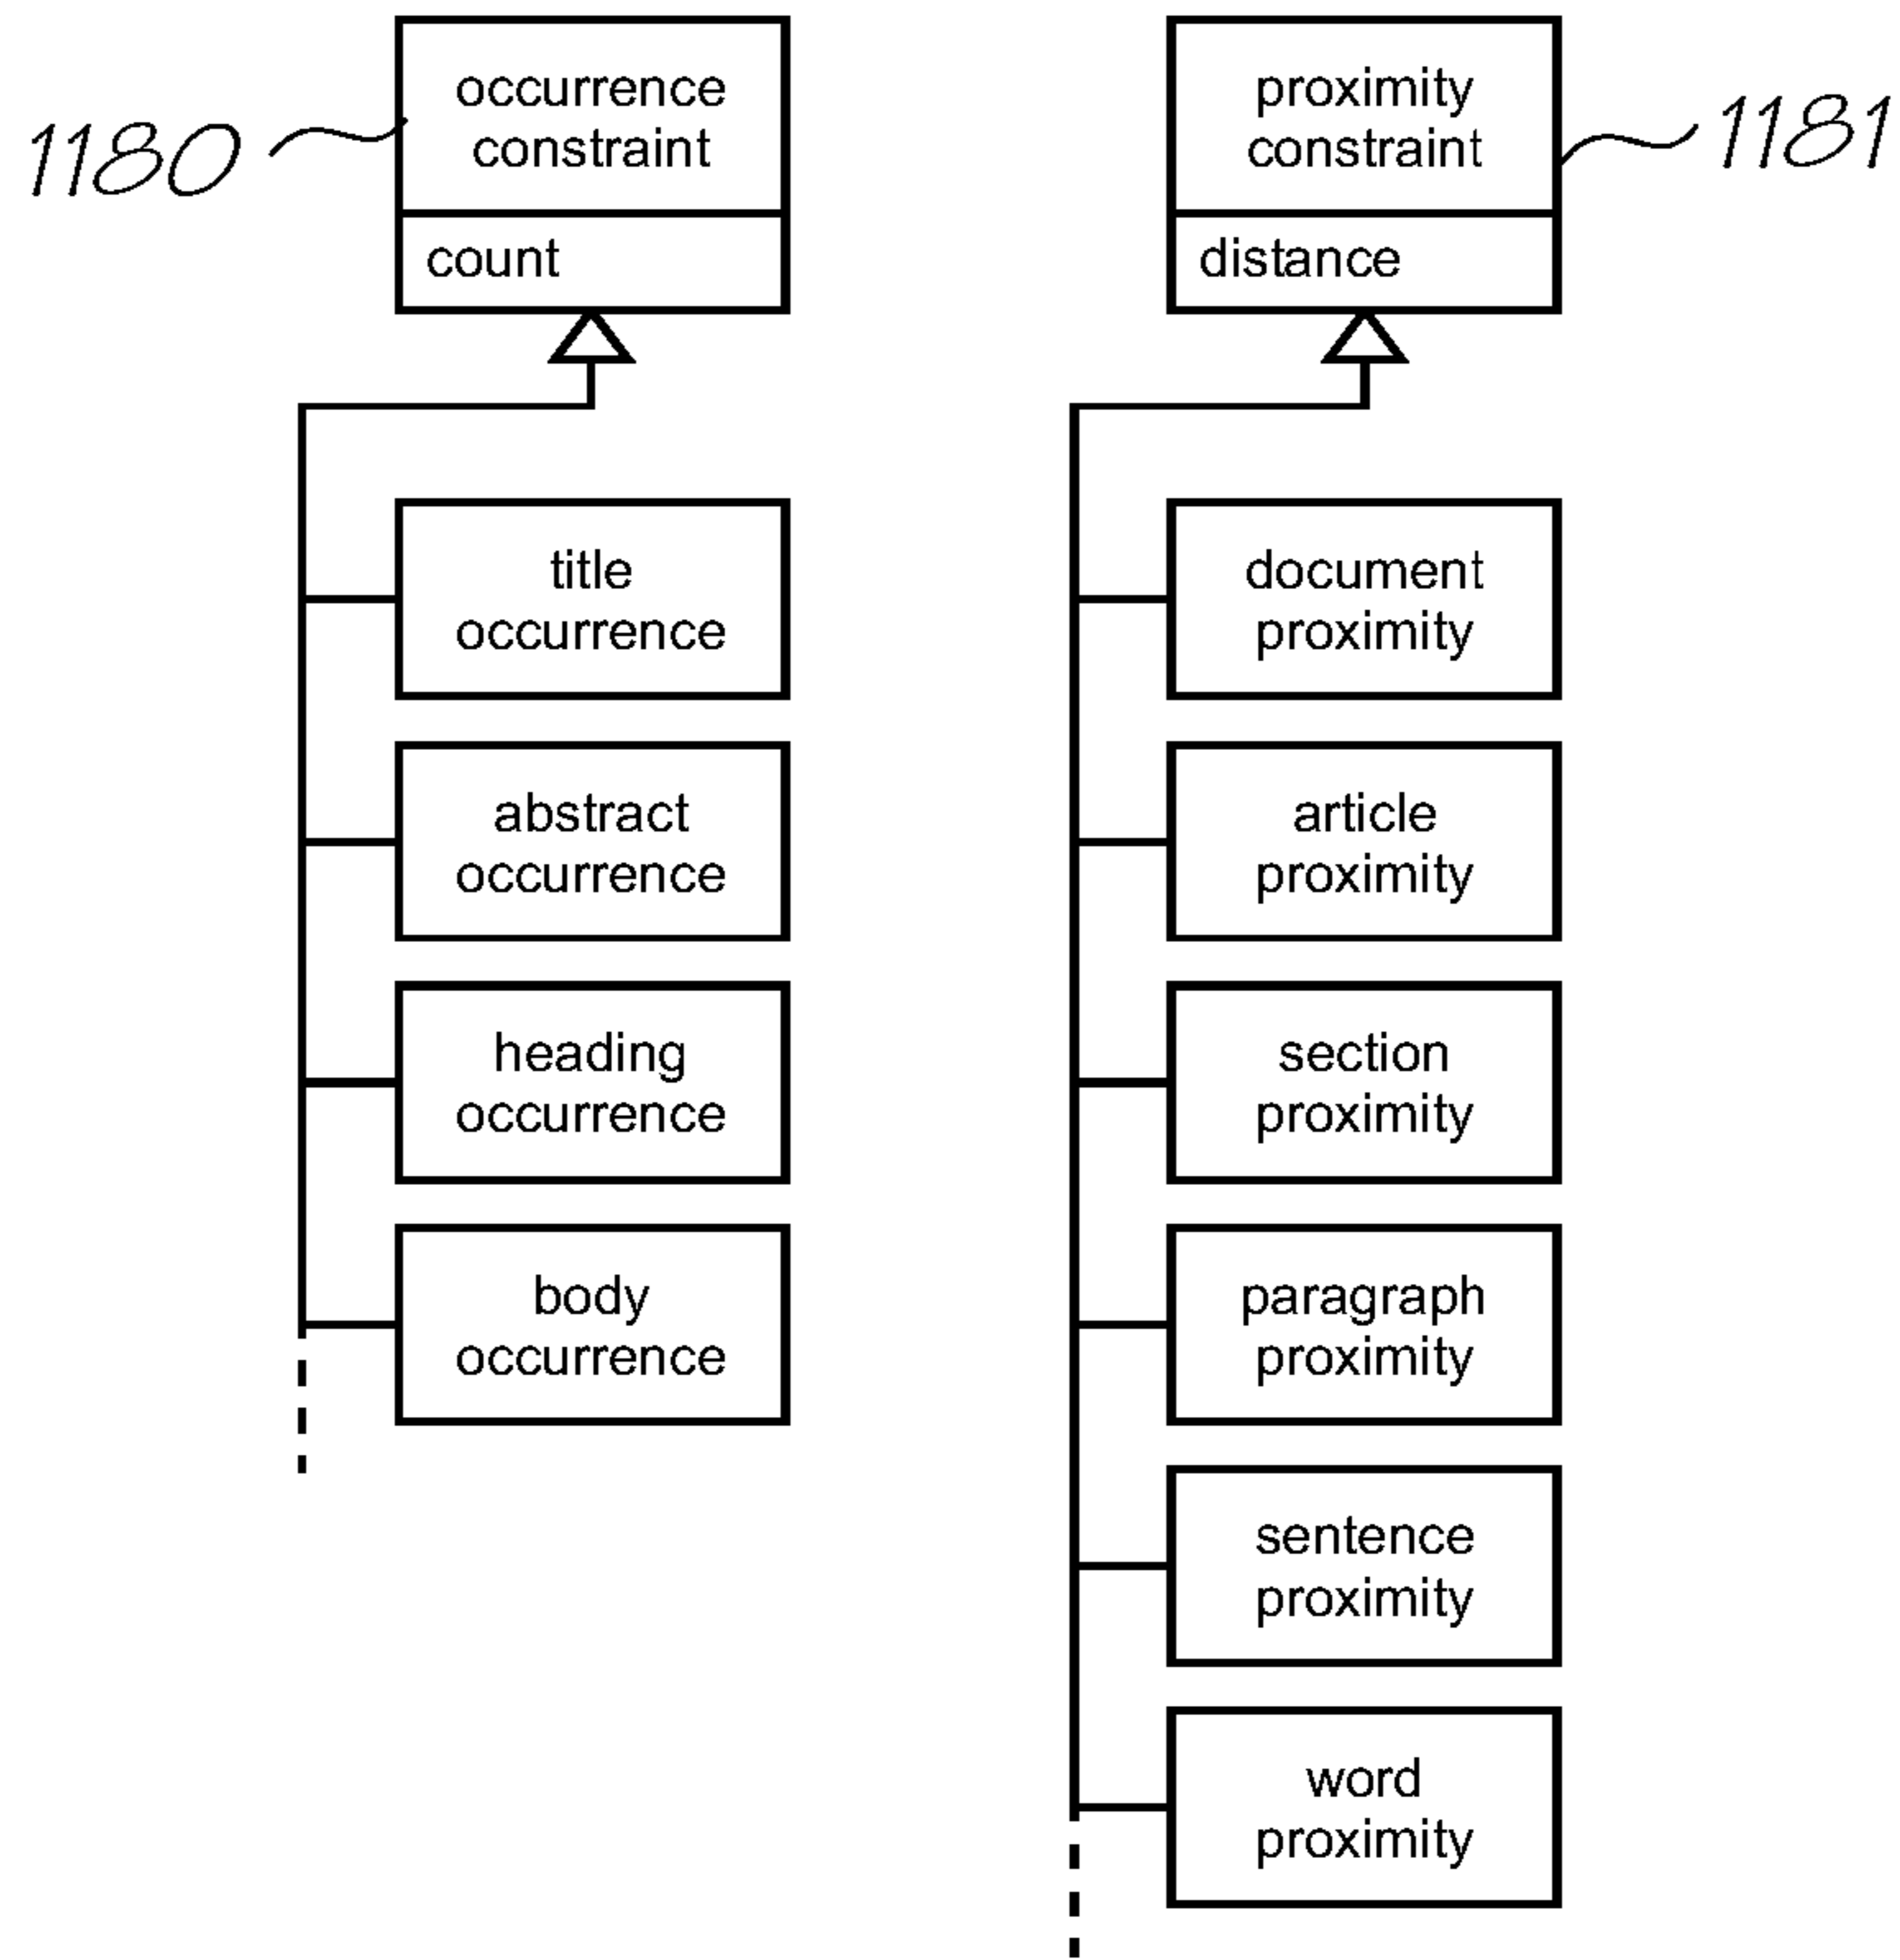 1180
occurrence
constraint
count
title
occurrence
abstract
occurrence
heading
occurrence
body
occurrence
proximity
constraint
1181
distance
document
proximity
article
proximity
section
proximity
paragraph
proximity
sentence
proximity
word
proximity